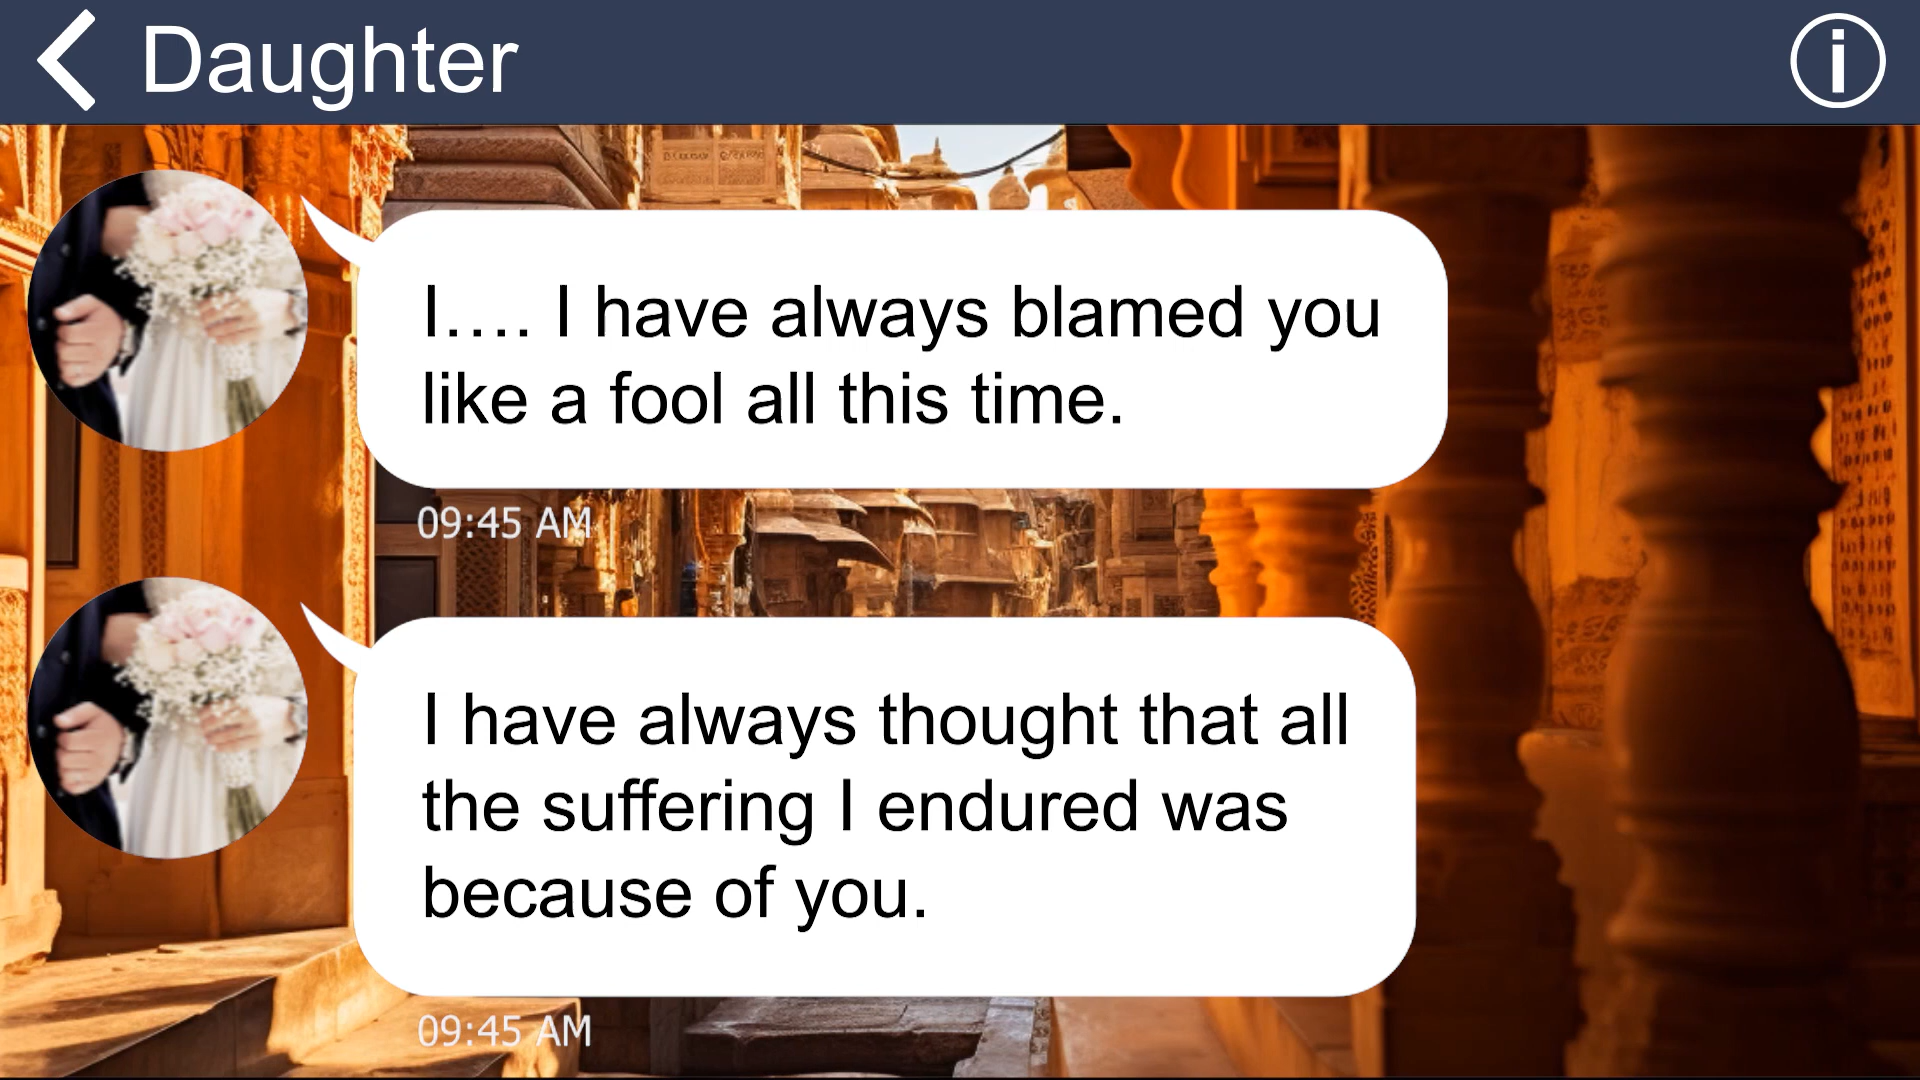 Daughter
I.... I have always blamed you
like a fool all this time.
09:45 AM
I have always thought that all
the suffering I endured was
because of you.
09:45 AM